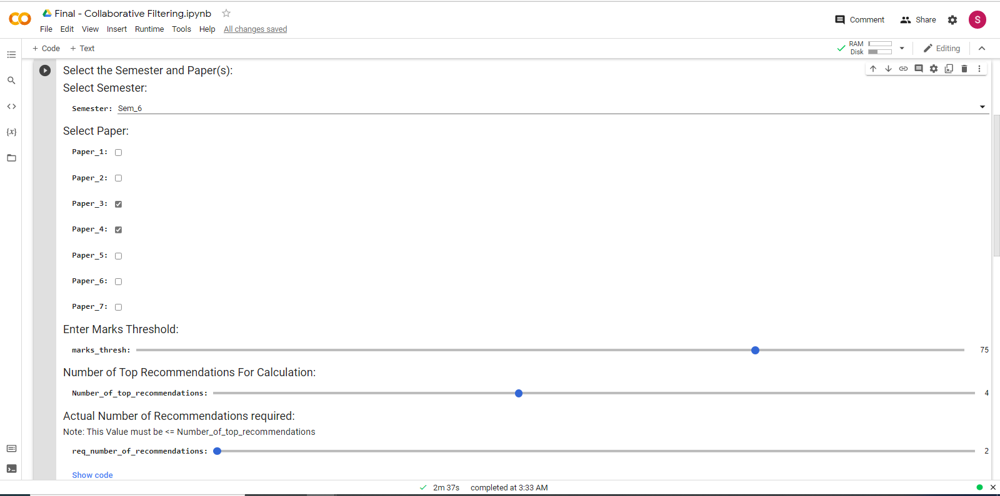 Final - Collaborative Filtering.ipynb
File Edit View Insert Runtime Tools Help All changes saved
Comment Share S
+ Code + Text
RAM
Disk
Editing
{x}
Select the Semester and Paper(s):
Select Semester:
Semester: Sem_6
Select Paper:
Paper_1:
Paper_2:
Paper_3:
Paper_4:
Paper_5:
Paper_6:
Paper_7:
Enter Marks Threshold:
marks_thresh: 75
Number of Top Recommendations For Calculation:
Number_of_top_recommendations: 4
Actual Number of Recommendations required:
Note: This Value must be <= Number_of_top_recommendations
req_number_of_recommendations: 2
Show code
2m 37s completed at 3:33 AM